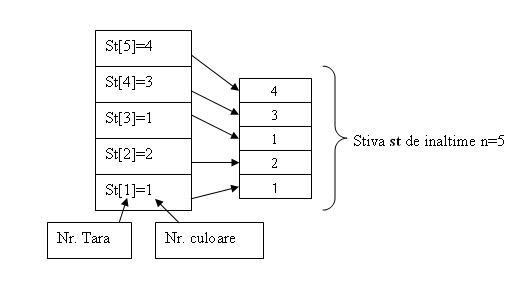 St[5]=4
St[4]=3
St[3]=1
St[2]=2
St[1]=1
4
3
1
2
1
Stiva st de inaltime n=5
Nr. Tara
Nr. culoare